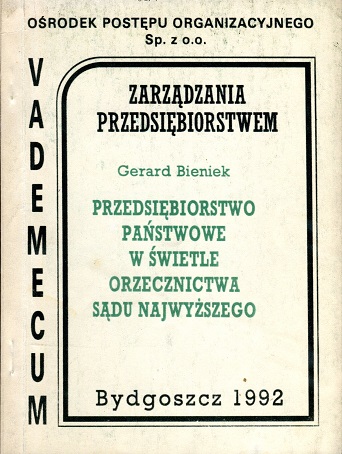 OŚRODEK POSTĘPU ORGANIZACYJNEGO
Sp. z o.o.
VADEMECUM
ZARZĄDZANIA
PRZEDSIĘBIORSTWEM
Gerard Bieniek
PRZEDSIĘBIORSTWO
PAŃSTWOWE
W ŚWIETLE
ORZECZNICTWA
SĄDU NAJWYŻSZEGO
Bydgoszcz 1992